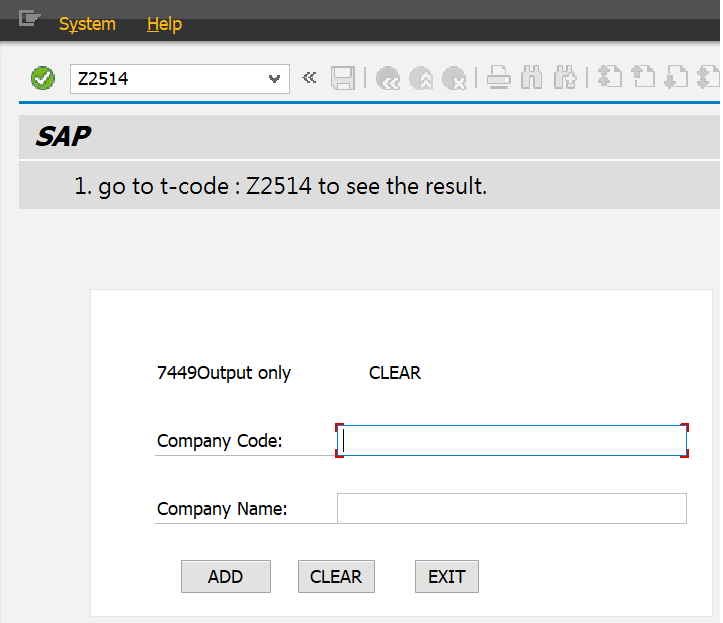 System Help
Z2514
SAP
1. go to t-code : Z2514 to see the result.
7449Output only CLEAR
Company Code:
Company Name:
ADD CLEAR EXIT